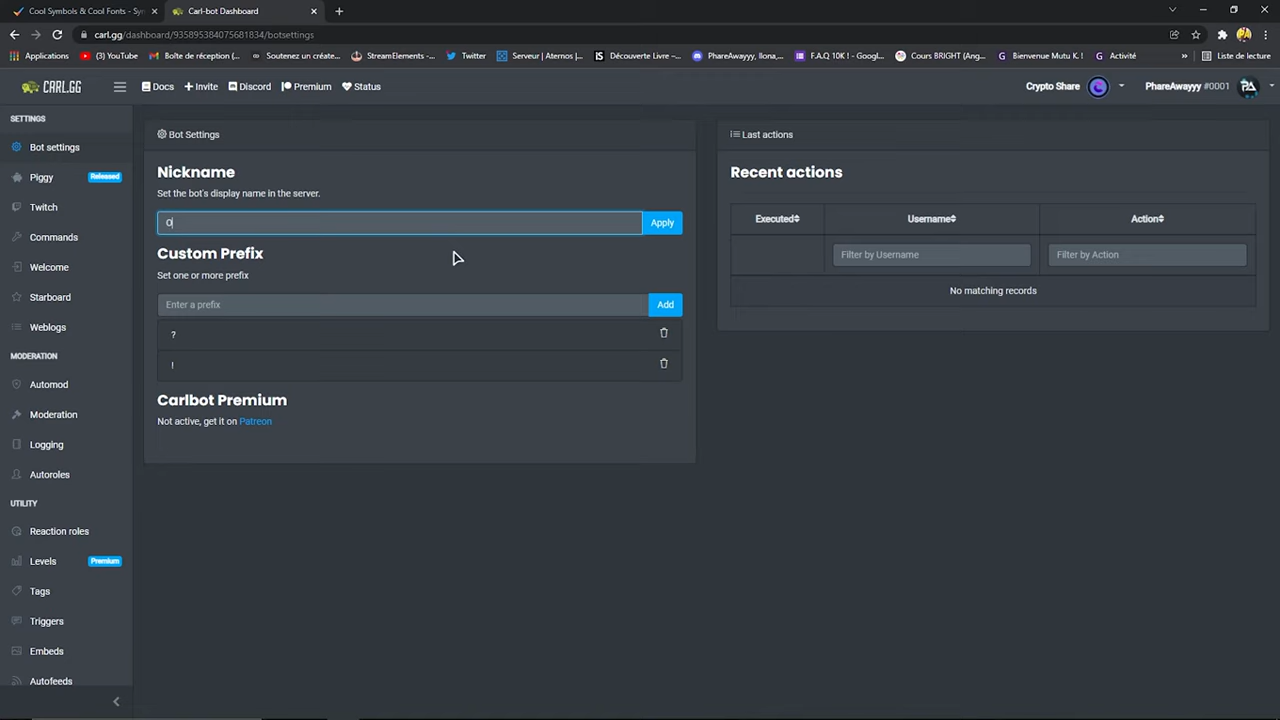 Cool Symbols & Cool Fonts - Syn
Carl-bot Dashboard
carl.gg/dashboard/935895384075681834/botsettings
Applications
(1) YouTube
Boîte de réception (...
Soutenez un créate...
StreamElements -...
Twitter
Serveur | Aternos |...
Découverte Livre –...
PhareAwayyy, Ilona,...
F.A.Q 10K ! - Googl...
Cours BRIGHT (Ang...
Bienvenue Mutu K. !
Activité
»
Liste de lecture
CARL.GG
Docs
Invite
Discord
Premium
Status
Crypto Share
PhareAwayyy #0001
PA
SETTINGS
Bot settings
Piggy
Released
Twitch
Commands
Welcome
Starboard
Weblogs
MODERATION
Automod
Moderation
Logging
Autoroles
UTILITY
Reaction roles
Levels
Premium
Tags
Triggers
Embeds
Autofeeds
Bot Settings
Nickname
Set the bot's display name in the server.
O
Apply
Custom Prefix
Set one or more prefix
Enter a prefix
Add
?
!
Carlbot Premium
Not active, get it on Patreon
Last actions
Recent actions
Executed
Username
Action
Filter by Username
Filter by Action
No matching records